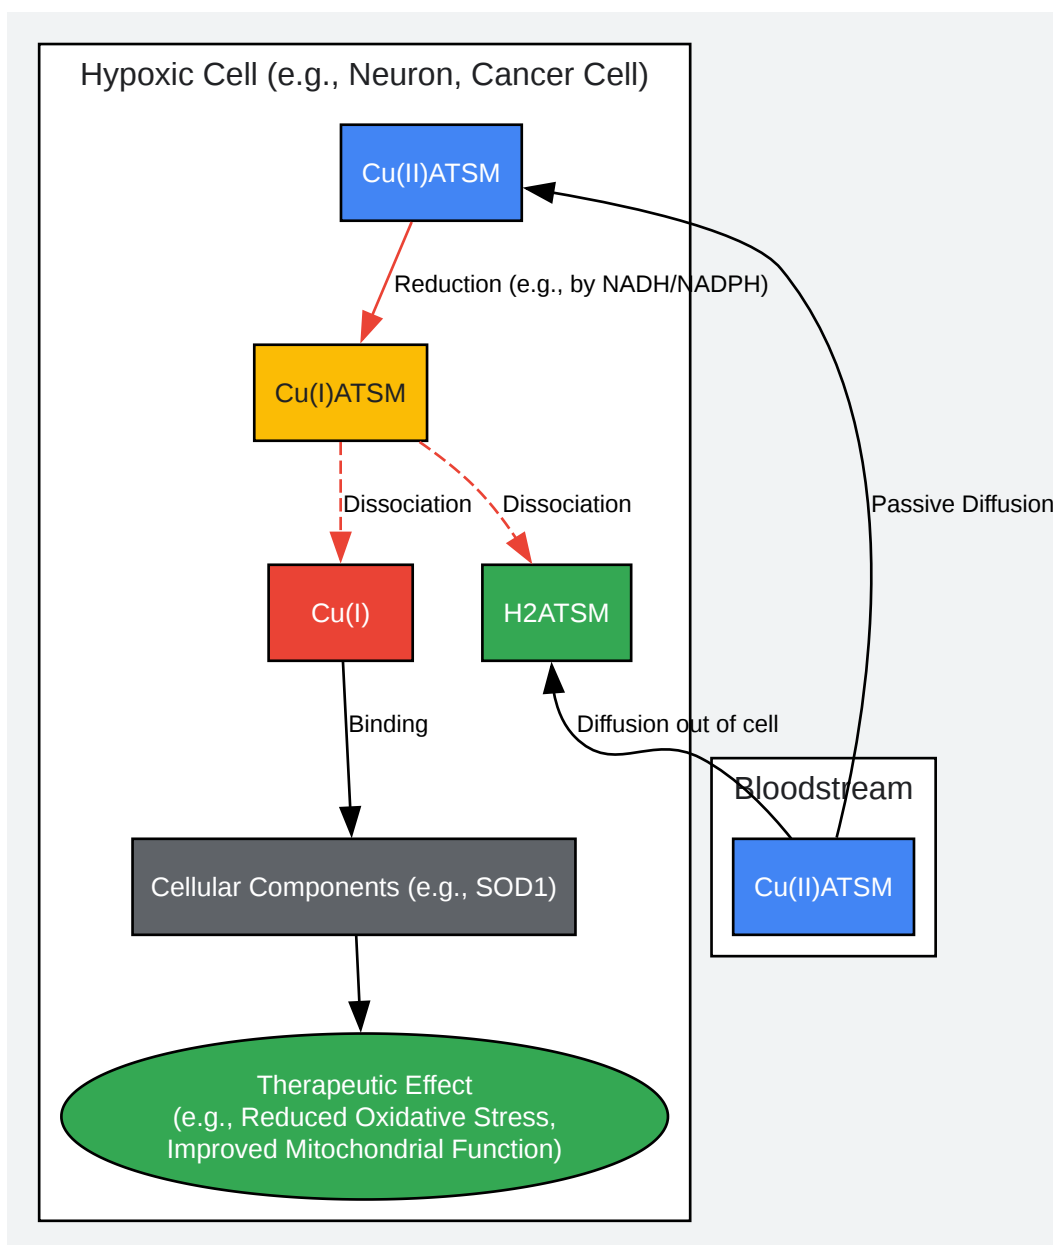 Hypoxic Cell (e.g., Neuron, Cancer Cell)
Cu(II)ATSM
Reduction (e.g., by NADH/NADPH)
Cu(I)ATSM
Dissociation
Dissociation
Passive Diffusion
Cu(I)
H2ATSM
Binding
Diffusion out of cell
Bloodstream
Cellular Components (e.g., SOD1)
Cu(II)ATSM
Therapeutic Effect
(e.g., Reduced Oxidative Stress,
Improved Mitochondrial Function)